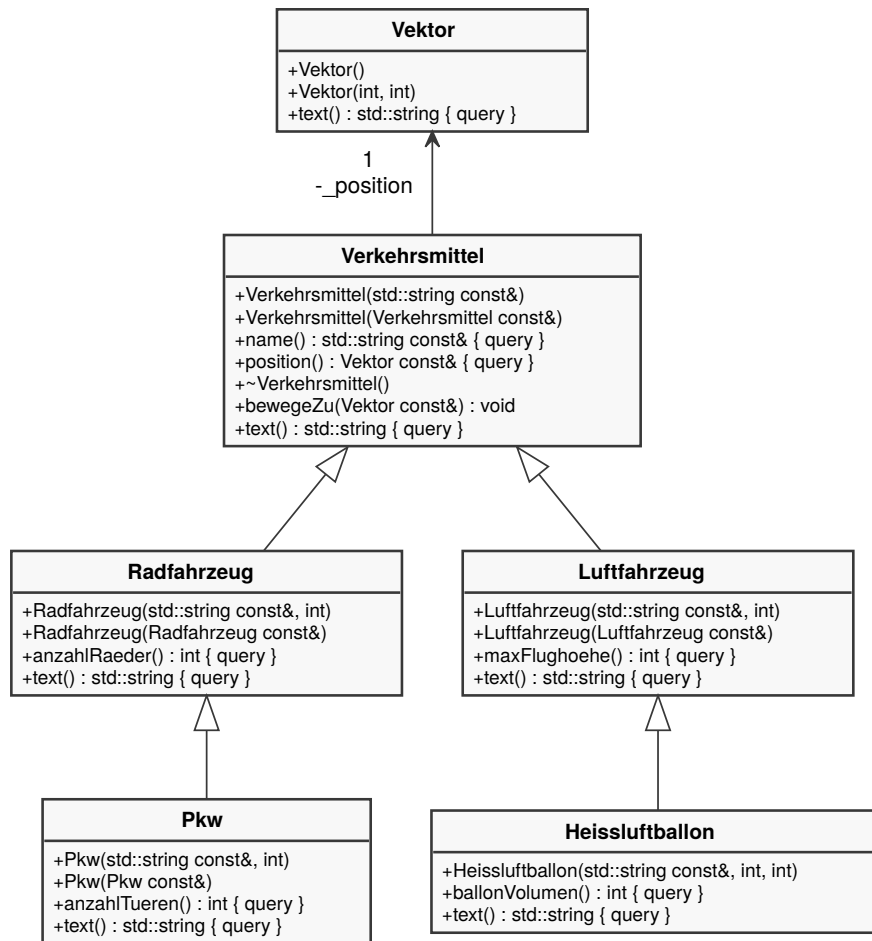 Vektor
+Vektor()
+Vektor(int, int)
+text() : std::string { query }
1
-_position
Verkehrsmittel
+Verkehrsmittel(std::string const&)
+Verkehrsmittel(Verkehrsmittel const&)
+name() : std::string const& { query }
+position() : Vektor const& { query }
+~Verkehrsmittel()
+bewegeZu(Vektor const&) : void
+text() : std::string { query }
Radfahrzeug
+Radfahrzeug(std::string const&, int)
+Radfahrzeug(Radfahrzeug const&)
+anzahlRaeder() : int { query }
+text() : std::string { query }
Luftfahrzeug
+Luftfahrzeug(std::string const&, int)
+Luftfahrzeug(Luftfahrzeug const&)
+maxFlughoehe() : int { query }
+text() : std::string { query }
Pkw
+Pkw(std::string const&, int)
+Pkw(Pkw const&)
+anzahlTueren() : int { query }
+text() : std::string { query }
Heissluftballon
+Heissluftballon(std::string const&, int, int)
+ballonVolumen() : int { query }
+text() : std::string { query }